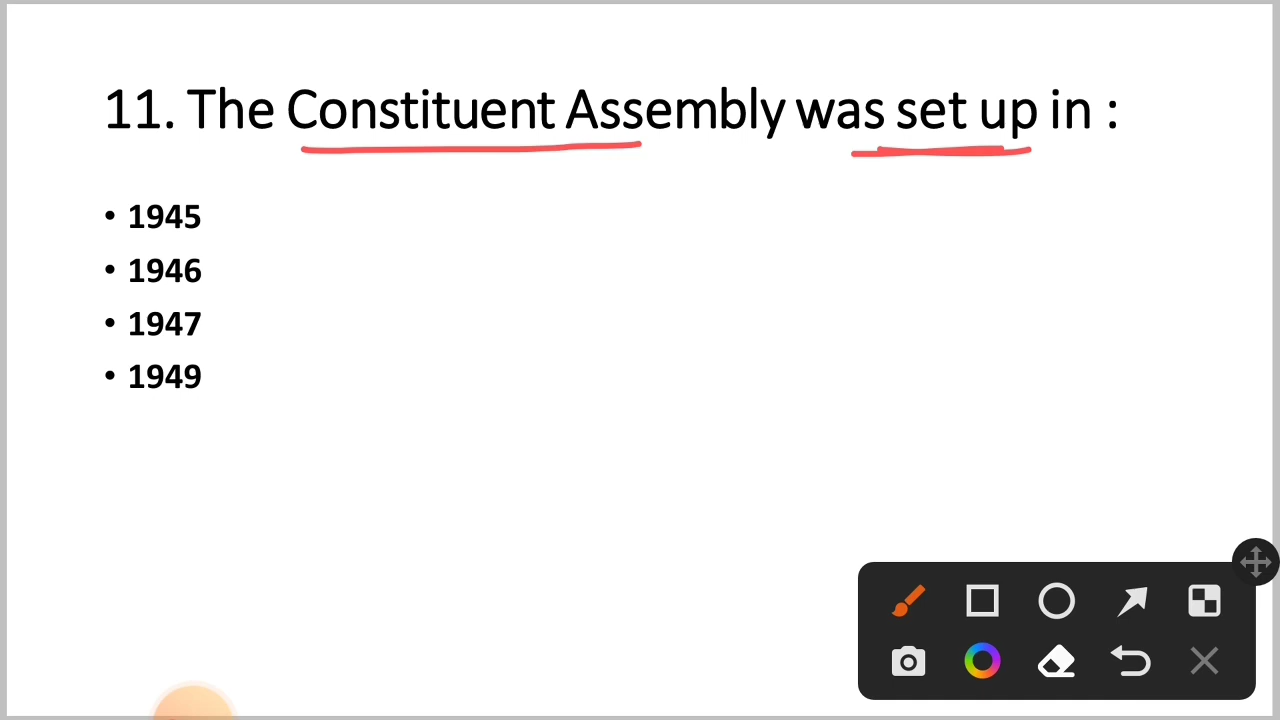 11. The Constituent Assembly was set up in :
• 1945
• 1946
• 1947
• 1949